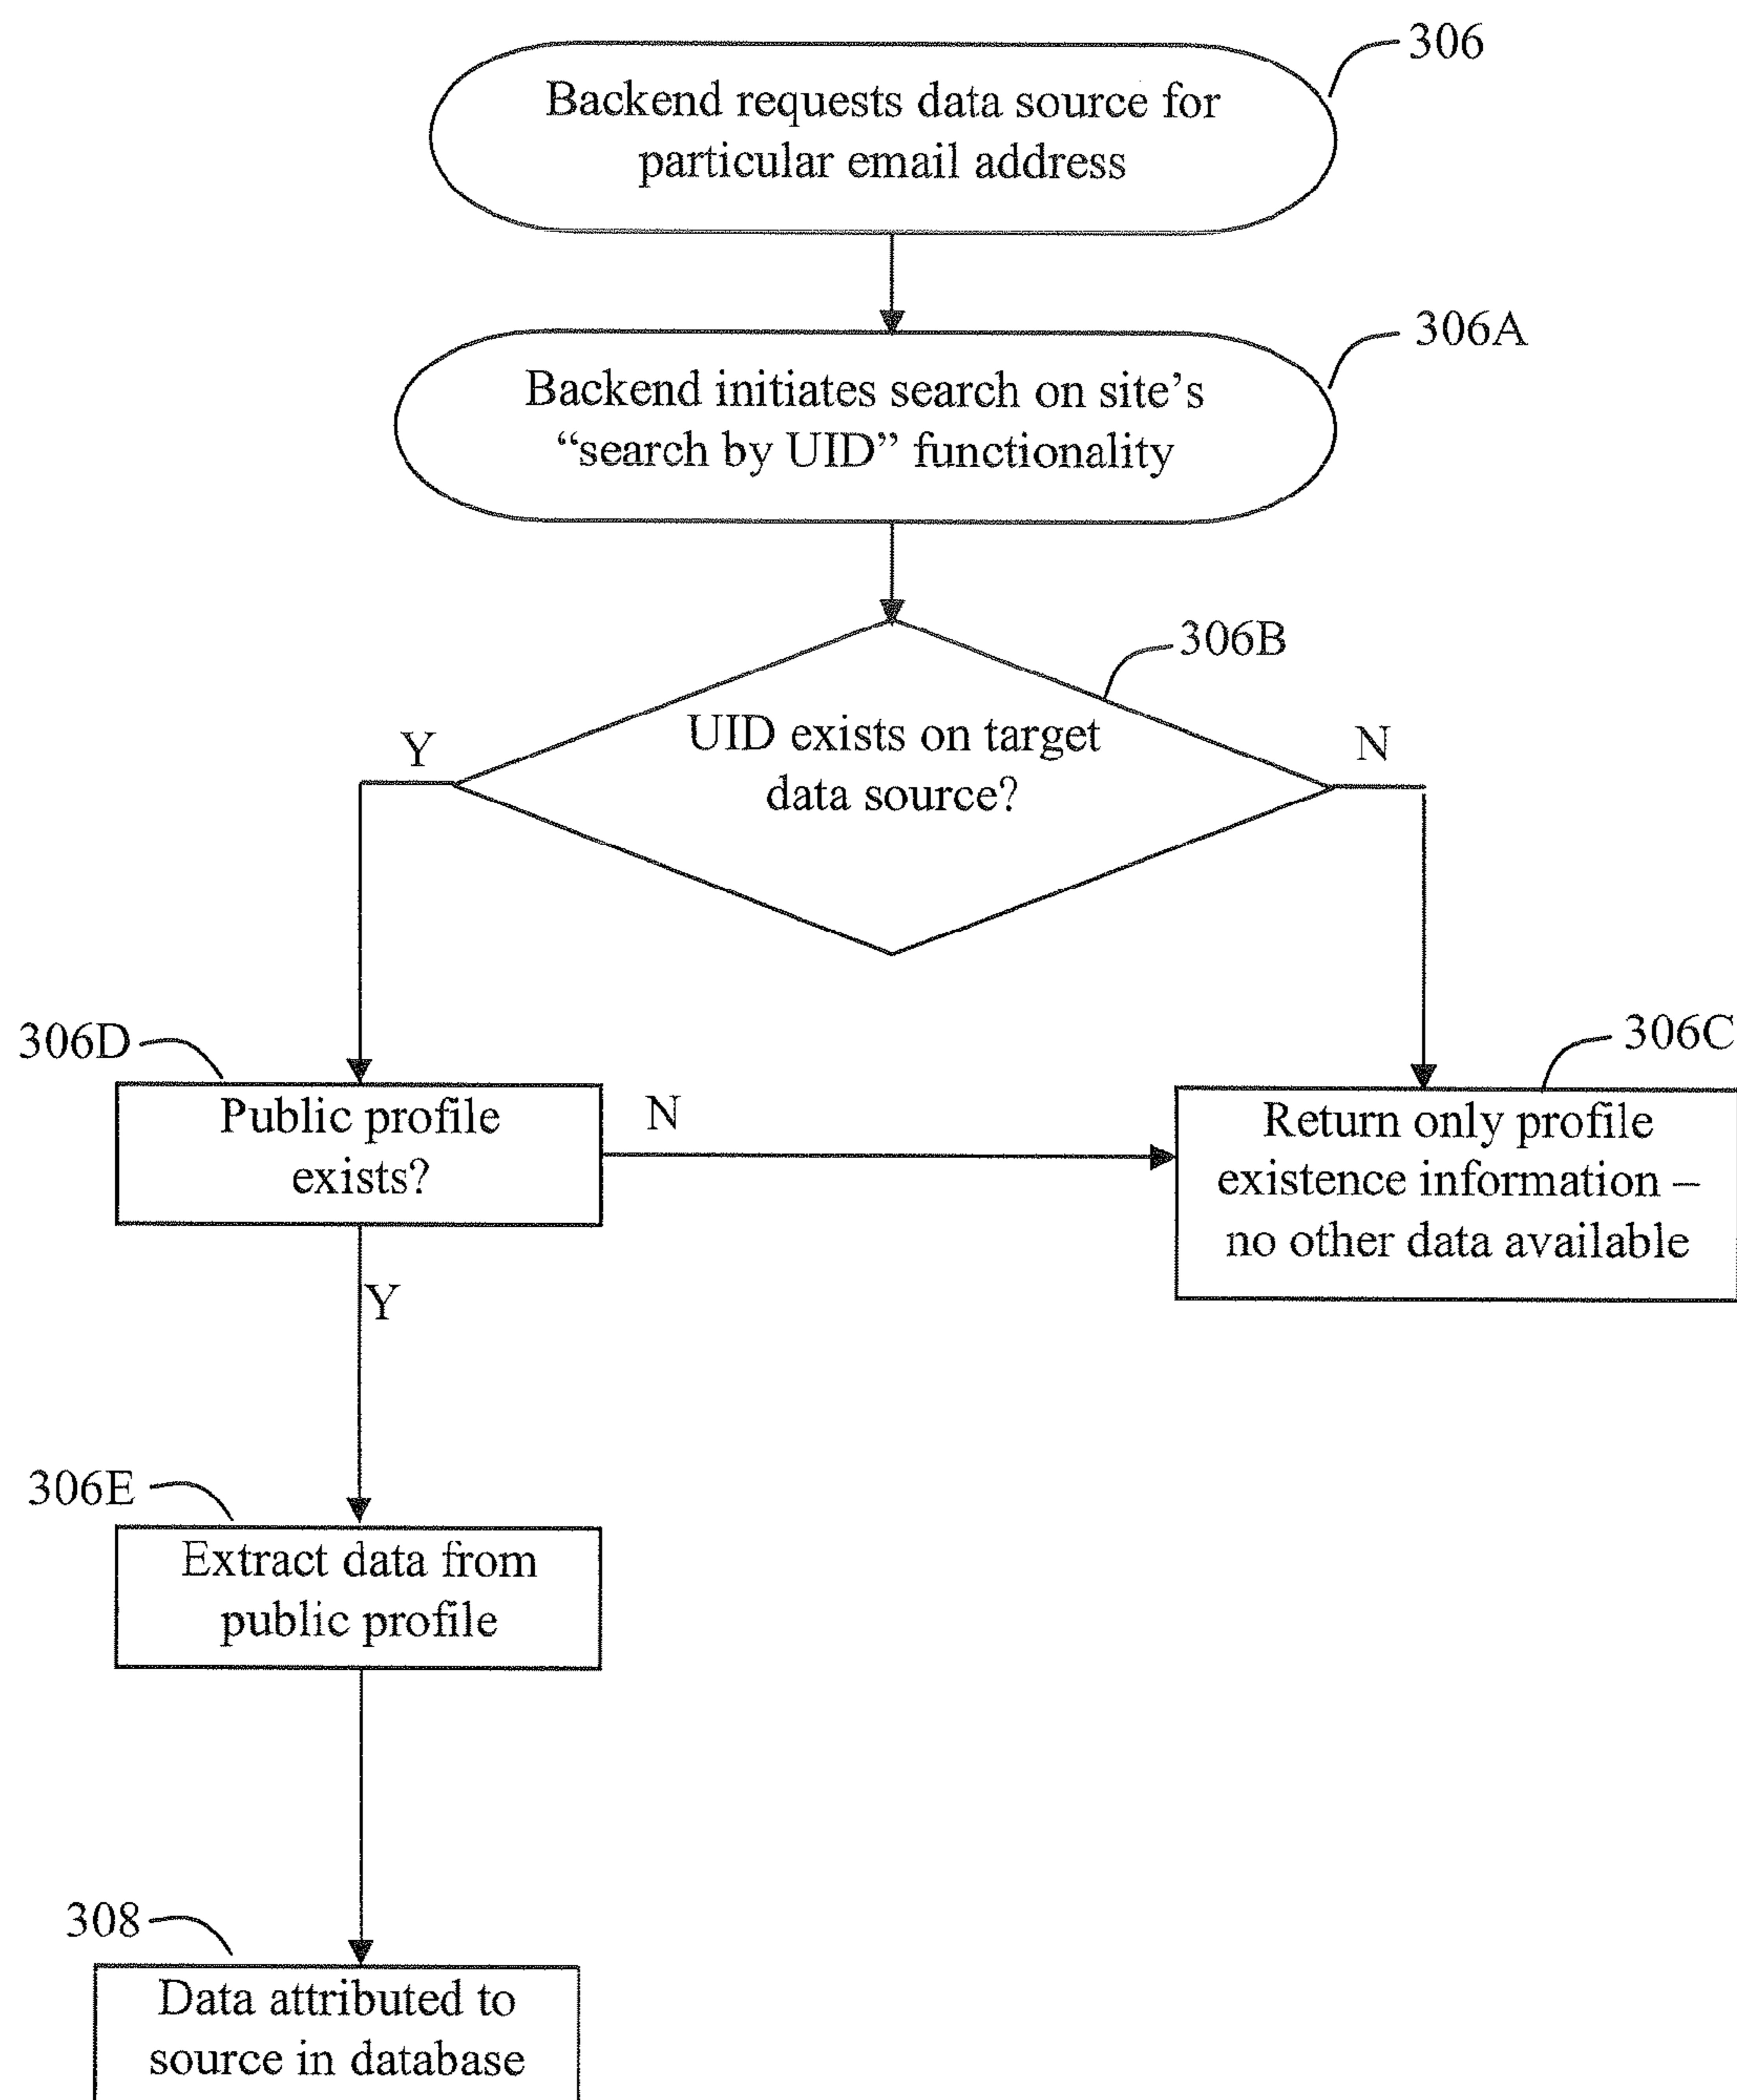 306
Backend requests data source for
particular email address
306A
Backend initiates search on site’s
“search by UID” functionality
306B
UID exists on target
data source?
Y
N
306D
Public profile
exists?
N
306C
Return only profile
existence information –
no other data available
Y
306E
Extract data from
public profile
308
Data attributed to
source in database